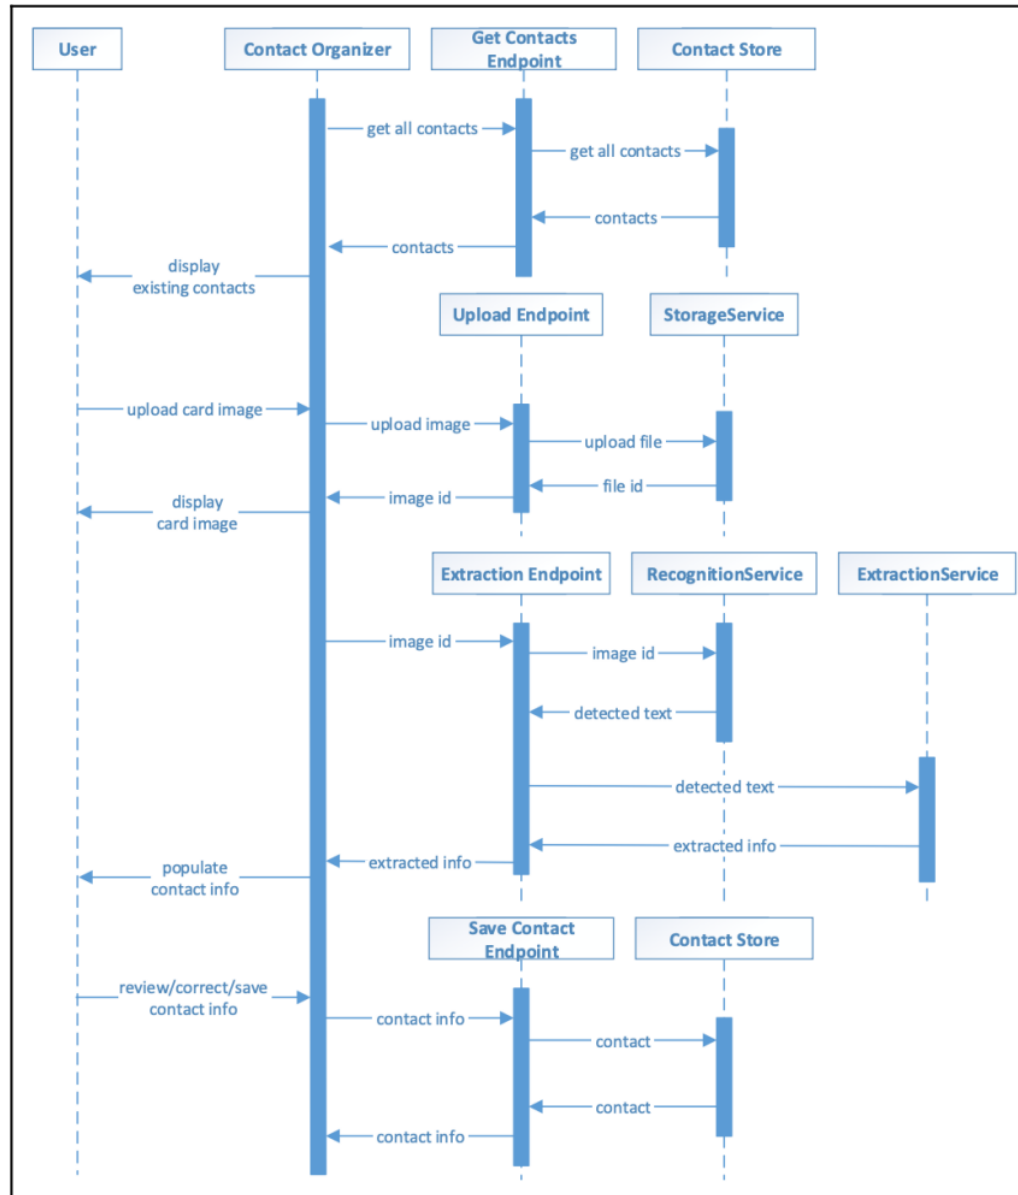 User
Contact Organizer
Get Contacts
Endpoint
Contact Store
get all contacts
get all contacts
contacts
contacts
display
existing contacts
Upload Endpoint
StorageService
upload card image
upload image
upload file
file id
image id
display
card image
Extraction Endpoint
RecognitionService
ExtractionService
image id
image id
detected text
detected text
extracted info
extracted info
populate
contact info
Save Contact
Endpoint
Contact Store
review/correct/save
contact info
contact info
contact
contact
contact info